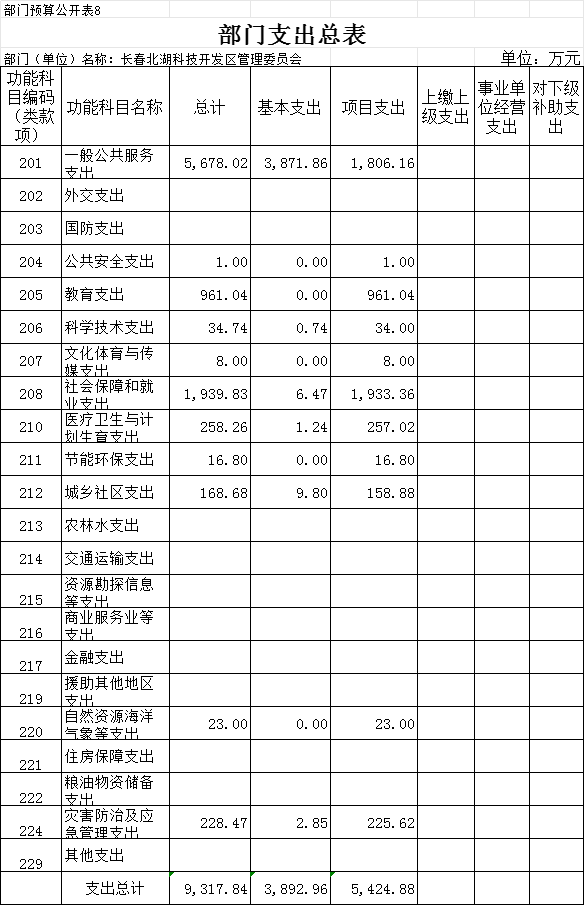 部门预算公开表8
部门支出总表
部门（单位）名称：长春北湖科技开发区管理委员会 单位：万元
功能科目编码（类款项） 功能科目名称 总计 基本支出 项目支出 上缴上级支出 事业单位经营支出 对下级补助支出
201 一般公共服务支出 5,678.02 3,871.86 1,806.16
202 外交支出
203 国防支出
204 公共安全支出 1.00 0.00 1.00
205 教育支出 961.04 0.00 961.04
206 科学技术支出 34.74 0.74 34.00
207 文化体育与传媒支出 8.00 0.00 8.00
208 社会保障和就业支出 1,939.83 6.47 1,933.36
210 医疗卫生与计划生育支出 258.26 1.24 257.02
211 节能环保支出 16.80 0.00 16.80
212 城乡社区支出 168.68 9.80 158.88
213 农林水支出
214 交通运输支出
215 资源勘探信息等支出
216 商业服务业等支出
217 金融支出
219 援助其他地区支出
220 自然资源海洋气象等支出 23.00 0.00 23.00
221 住房保障支出
222 粮油物资储备支出
224 灾害防治及应急管理支出 228.47 2.85 225.62
229 其他支出
支出总计 9,317.84 3,892.96 5,424.88